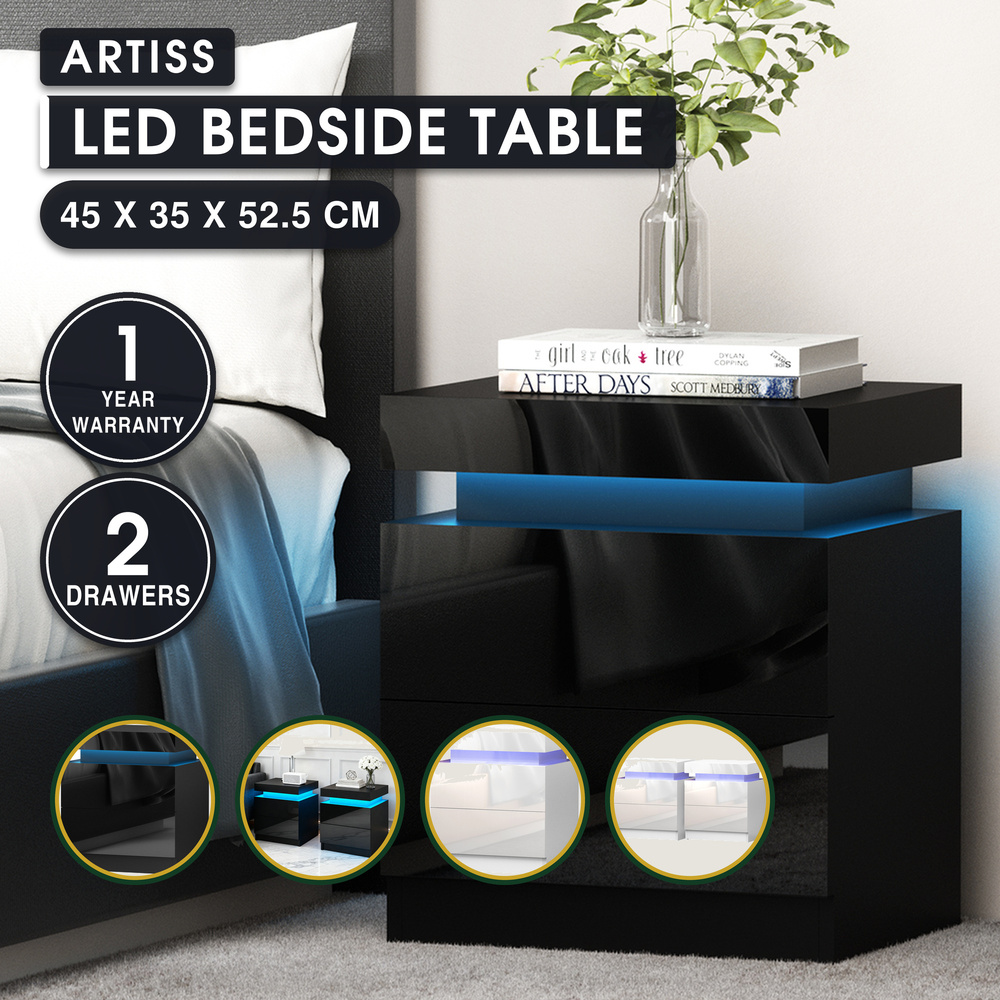 ARTISS
LED BEDSIDE TABLE
45 X 35 X 52.5 CM
1
YEAR
WARRANTY
2
DRAWERS
THE girl AND THE oak tree DYLAN COPPING
AFTER DAYS SCOTT MEDBURY